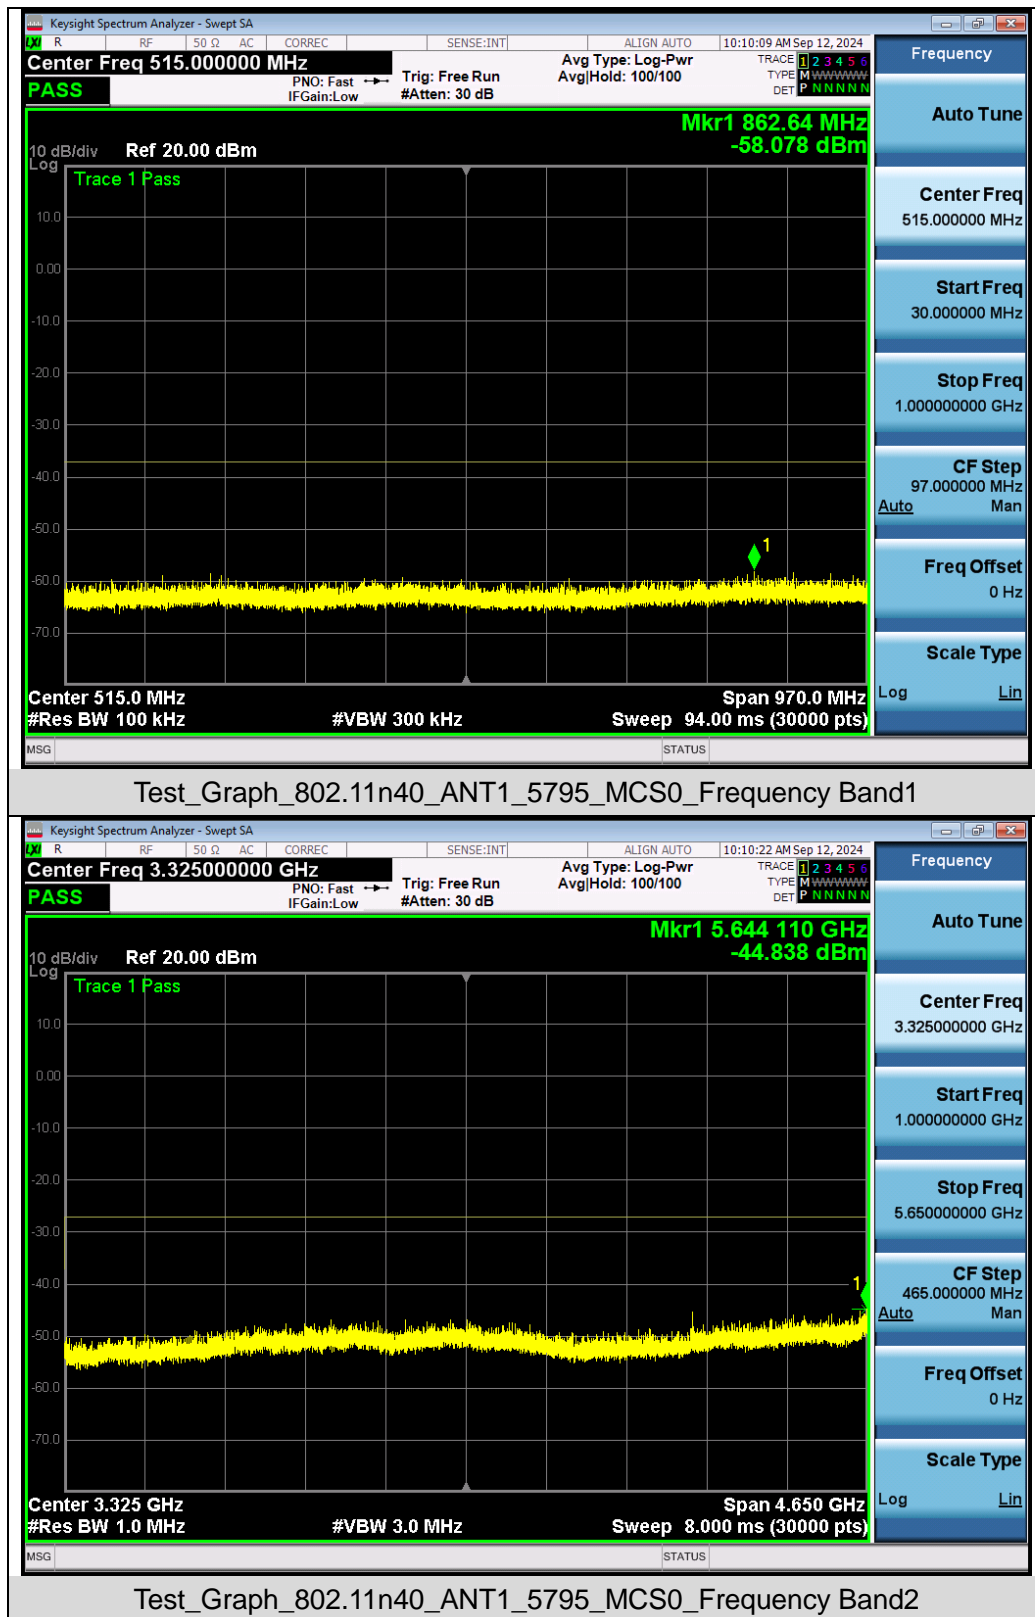 Keysight Spectrum Analyzer - Swept SA
LXI R RF 50 Ω AC CORREC SENSE:INT ALIGN AUTO 10:10:09 AM Sep 12, 2024
Center Freq 515.000000 MHz
PASS
PNO: Fast
IFGain:Low
Trig: Free Run
#Atten: 30 dB
Avg Type: Log-Pwr
Avg|Hold: 100/100
TRACE 1 2 3 4 5 6
TYPE M WWWWW
DET P N N N N N
Mkr1 862.64 MHz
-58.078 dBm
10 dB/div Ref 20.00 dBm
Log
Trace 1 Pass
10.0
0.00
-10.0
-20.0
-30.0
-40.0
-50.0
-60.0
-70.0
1
Center 515.0 MHz Span 970.0 MHz
#Res BW 100 kHz #VBW 300 kHz Sweep 94.00 ms (30000 pts)
MSG STATUS
Frequency
Auto Tune
Center Freq
515.000000 MHz
Start Freq
30.000000 MHz
Stop Freq
1.000000000 GHz
CF Step
97.000000 MHz
Auto Man
Freq Offset
0 Hz
Scale Type
Log Lin
Test_Graph_802.11n40_ANT1_5795_MCS0_Frequency Band1
Keysight Spectrum Analyzer - Swept SA
LXI R RF 50 Ω AC CORREC SENSE:INT ALIGN AUTO 10:10:22 AM Sep 12, 2024
Center Freq 3.325000000 GHz
PASS
PNO: Fast
IFGain:Low
Trig: Free Run
#Atten: 30 dB
Avg Type: Log-Pwr
Avg|Hold: 100/100
TRACE 1 2 3 4 5 6
TYPE M WWWWW
DET P N N N N N
Mkr1 5.644 110 GHz
-44.838 dBm
10 dB/div Ref 20.00 dBm
Log
Trace 1 Pass
10.0
0.00
-10.0
-20.0
-30.0
-40.0
-50.0
-60.0
-70.0
1
Center 3.325 GHz Span 4.650 GHz
#Res BW 1.0 MHz #VBW 3.0 MHz Sweep 8.000 ms (30000 pts)
MSG STATUS
Frequency
Auto Tune
Center Freq
3.325000000 GHz
Start Freq
1.000000000 GHz
Stop Freq
5.650000000 GHz
CF Step
465.000000 MHz
Auto Man
Freq Offset
0 Hz
Scale Type
Log Lin
Test_Graph_802.11n40_ANT1_5795_MCS0_Frequency Band2